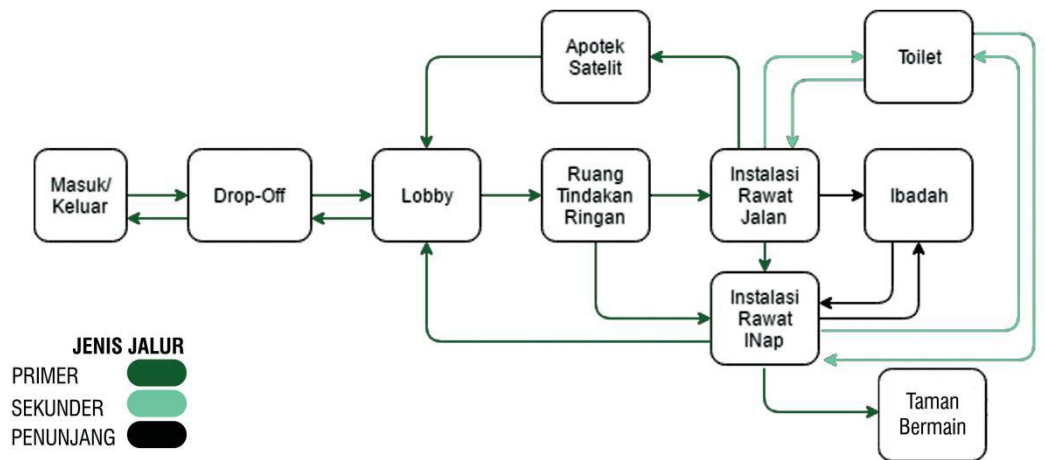 Apotek
Satelit
Toilet
Masuk/
Keluar
Drop-Off
Lobby
Ruang
Tindakan
Ringan
Instalasi
Rawat
Jalan
Ibadah
Instalasi
Rawat
INap
Taman
Bermain
JENIS JALUR
PRIMER
SEKUNDER
PENUNJANG